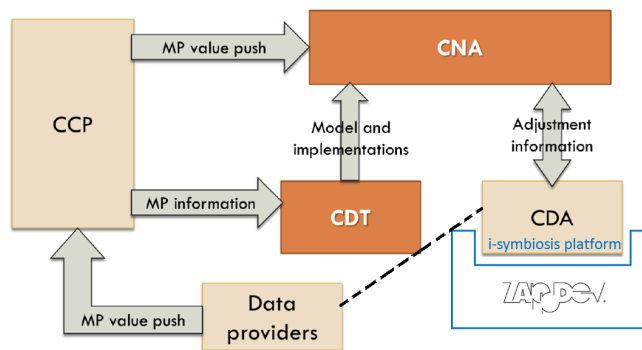 MP value push
CNA
CCP
Model and
implementations
Adjustment
information
MP information
CDT
CDA
i-symbiosis platform
Data
providers
MP value push
ZAPDEV.